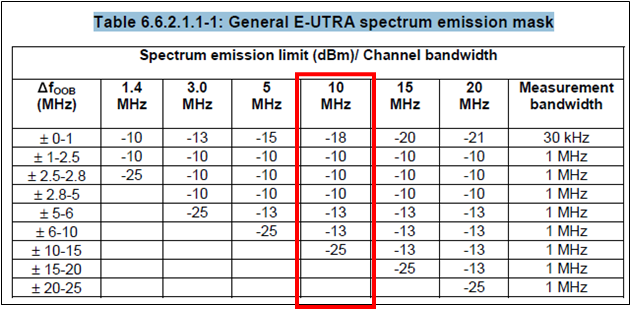 Table 6.6.2.1.1-1: General E-UTRA spectrum emission mask
Spectrum emission limit (dBm)/ Channel bandwidth
ΔfOOB (MHz) 1.4 MHz 3.0 MHz 5 MHz 10 MHz 15 MHz 20 MHz Measurement bandwidth
± 0-1 -10 -13 -15 -18 -20 -21 30 kHz
± 1-2.5 -10 -10 -10 -10 -10 -10 1 MHz
± 2.5-2.8 -25 -10 -10 -10 -10 -10 1 MHz
± 2.8-5 -10 -10 -10 -10 -10 1 MHz
± 5-6 -25 -13 -13 -13 -13 1 MHz
± 6-10 -25 -13 -13 -13 1 MHz
± 10-15 -25 -13 -13 1 MHz
± 15-20 -25 -13 1 MHz
± 20-25 -25 1 MHz